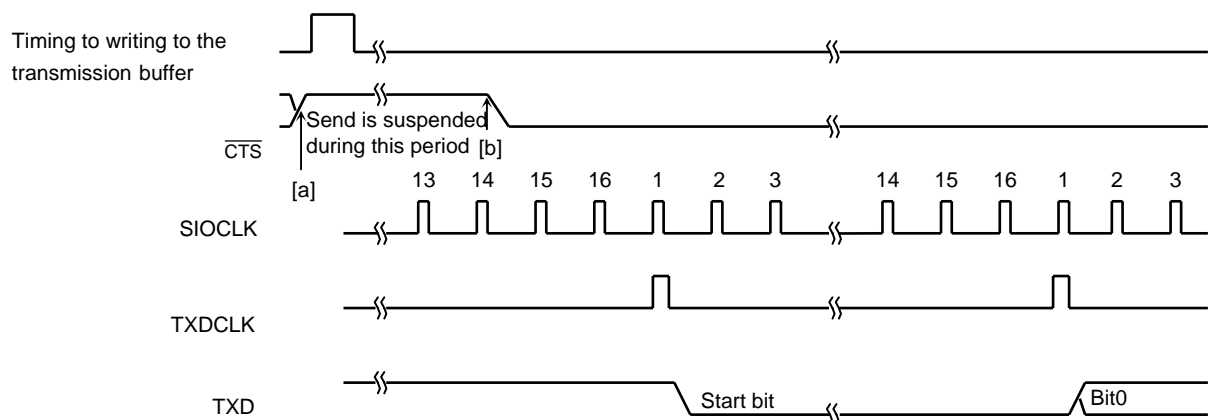 Timing to writing to the
transmission buffer
Send is suspended
CTS
during this period [b]
[a]
13 14 15 16 1 2 3 14 15 16 1 2 3
SIOCLK
TXDCLK
TXD
Start bit
Bit0